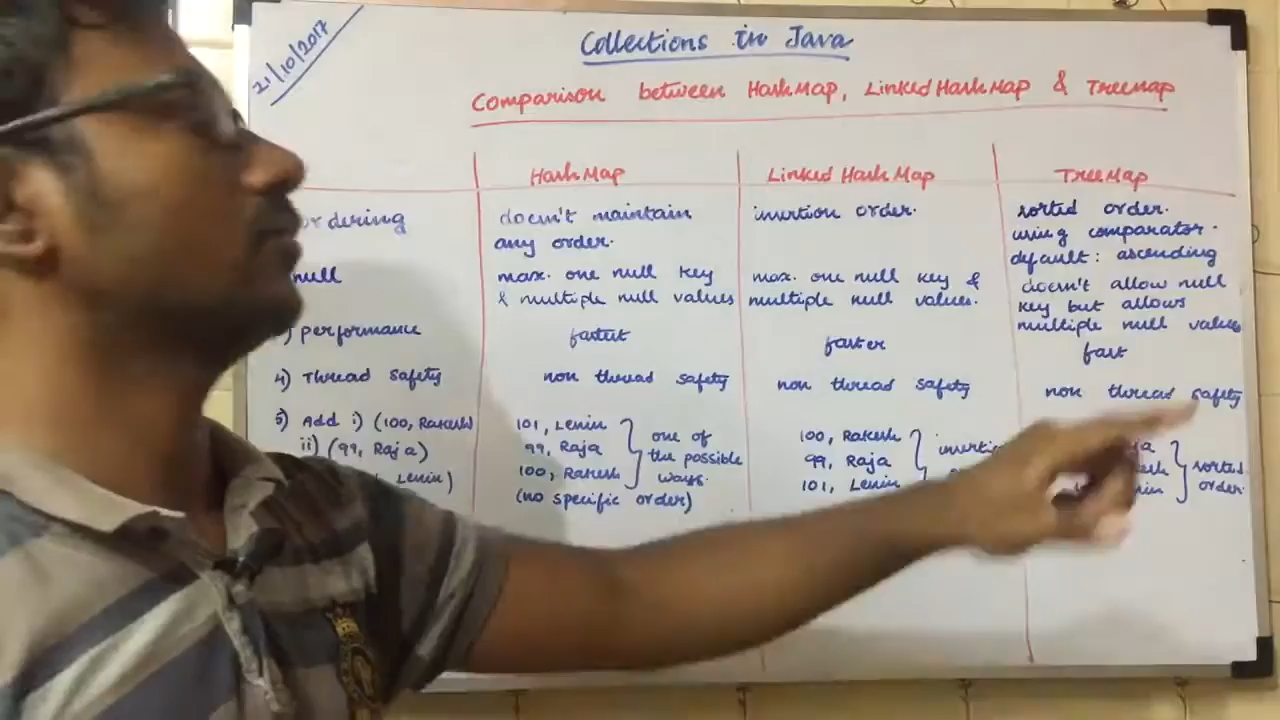 21/10/2017
Collections in Java
Comparison between HashMap, LinkedHashMap & TreeMap
HashMap
Linked HashMap
TreeMap
ordering
doesn't maintain
any order.
insertion order.
sorted order.
using comparator.
default: ascending
null
max. one null key
& multiple null values
max. one null key &
multiple null values.
doesn't allow null
key but allows
multiple null values
) performance
fastest
faster
fast
4) Thread safety
non thread safety
non thread safety
non thread safety
5) Add i) (100, Rakesh)
ii) (99, Raja)
Lenin)
101, Lenin
99, Raja
100, Rakesh
(no specific order)
one of
the possible
ways.
100, Rakesh
99, Raja
101, Lenin
sorted
order.